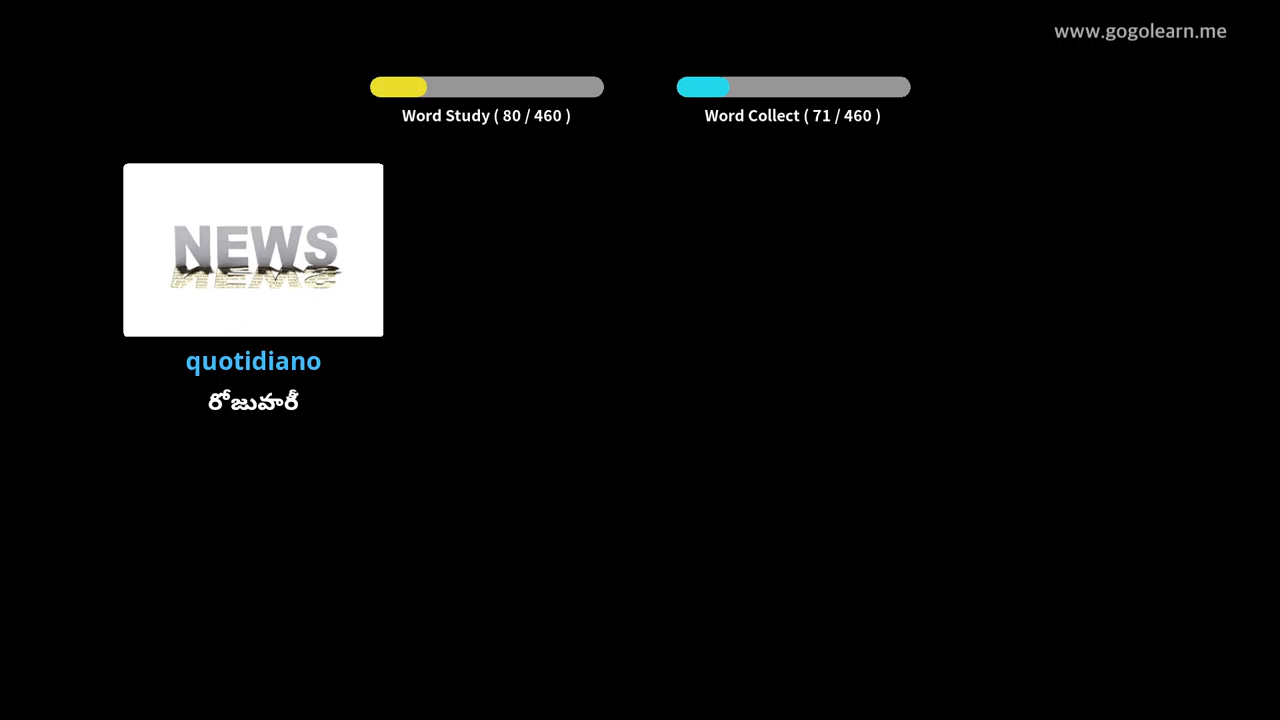 www.gogolearn.me
Word Study ( 80 / 460 )
Word Collect ( 71 / 460 )
NEWS
quotidiano
రోజువారీ